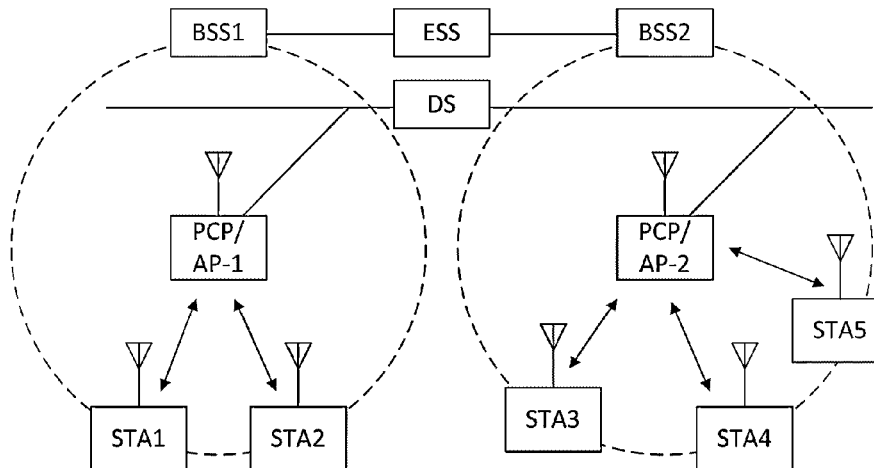 BSS1
ESS
BSS2
DS
PCP/
AP-1
PCP/
AP-2
STA5
STA1
STA2
STA3
STA4